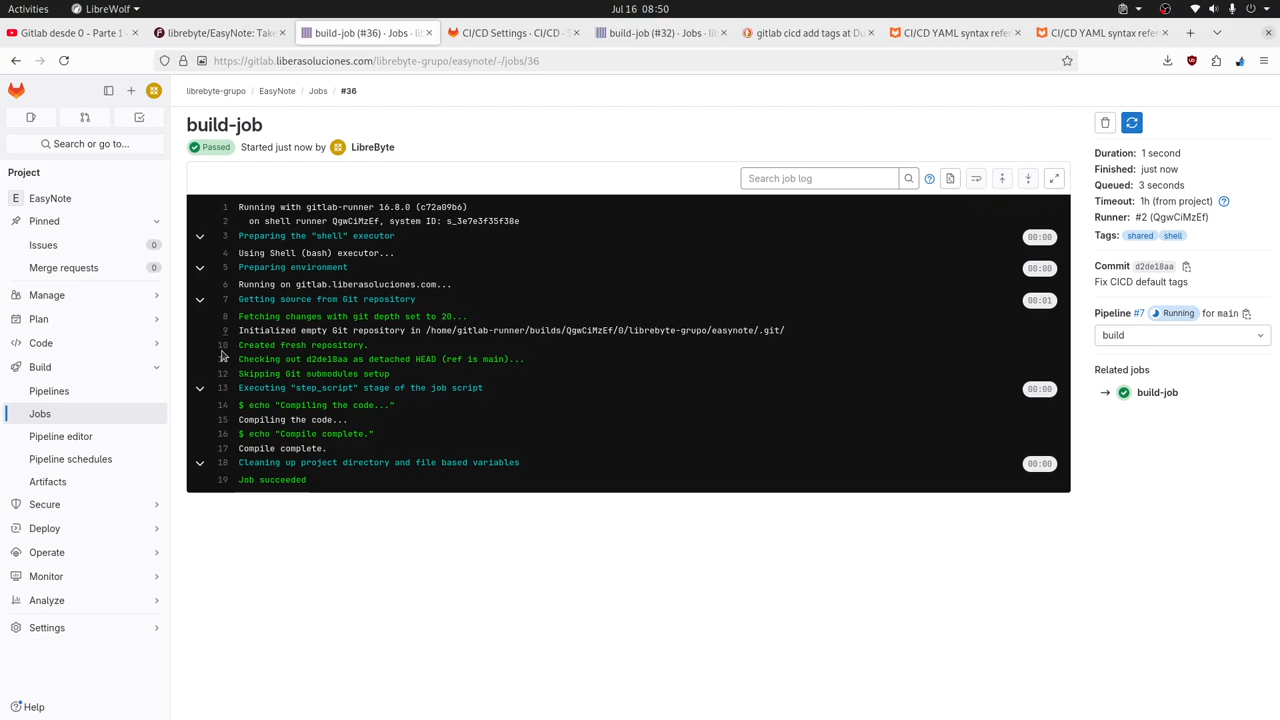 Activities
LibreWolf
Jul 16 08:50
Gitlab desde 0 - Parte 1 -
librebyte/EasyNote: Take
build-job (#36) · Jobs · lib
CI/CD Settings · CI/CD · S
build-job (#32) · Jobs · lib
gitlab cicd add tags at Du
CI/CD YAML syntax refer
CI/CD YAML syntax refer
https://gitlab.liberasoluciones.com/librebyte-grupo/easynote/-/jobs/36
librebyte-grupo
EasyNote
Jobs
#36
Search or go to...
Project
E EasyNote
Pinned
Issues 0
Merge requests 0
Manage
Plan
Code
Build
Pipelines
Jobs
Pipeline editor
Pipeline schedules
Artifacts
Secure
Deploy
Operate
Monitor
Analyze
Settings
Help
build-job
Passed Started just now by LibreByte
Search job log
1 Running with gitlab-runner 16.8.0 (c72a09b6)
2 on shell runner QgwCiMzEf, system ID: s_3e7e3f35f38e
3 Preparing the "shell" executor 00:00
4 Using Shell (bash) executor...
5 Preparing environment 00:00
6 Running on gitlab.liberasoluciones.com...
7 Getting source from Git repository 00:01
8 Fetching changes with git depth set to 20...
9 Initialized empty Git repository in /home/gitlab-runner/builds/QgwCiMzEf/0/librebyte-grupo/easynote/.git/
10 Created fresh repository.
Checking out d2de18aa as detached HEAD (ref is main)...
12 Skipping Git submodules setup
13 Executing "step_script" stage of the job script 00:00
14 $ echo "Compiling the code..."
15 Compiling the code...
16 $ echo "Compile complete."
17 Compile complete.
18 Cleaning up project directory and file based variables 00:00
19 Job succeeded
Duration: 1 second
Finished: just now
Queued: 3 seconds
Timeout: 1h (from project)
Runner: #2 (QgwCiMzEf)
Tags: shared shell
Commit d2de18aa
Fix CICD default tags
Pipeline #7 Running for main
build
Related jobs
build-job